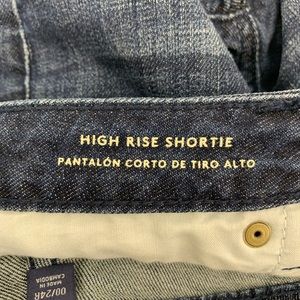 HIGH RISE SHORTIE
PANTALÓN CORTO DE TIRO ALTO
00/24R
MADE IN
CAMBODIA